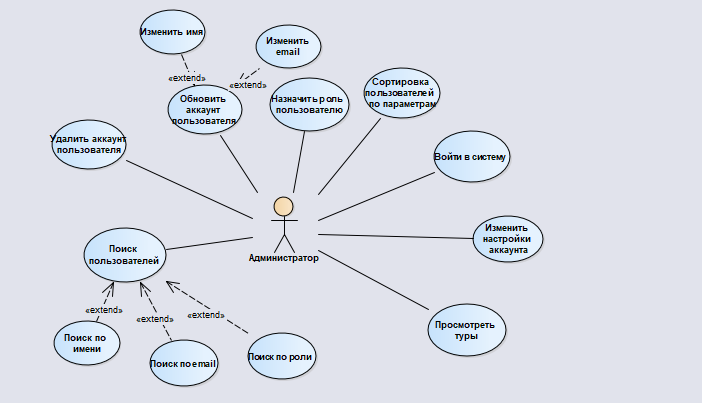 Изменить имя
Изменить
email
«extend»
«extend»
Обновить
аккаунт
пользователя
Назначить роль
пользователю
Сортировка
пользователей
по параметрам
Удалить аккаунт
пользователя
Войти в систему
Поиск
пользователей
Администратор
Изменить
настройки
аккаунта
«extend»
«extend»
«extend»
Просмотреть
туры
Поиск по
имени
Поиск по email
Поиск по роли